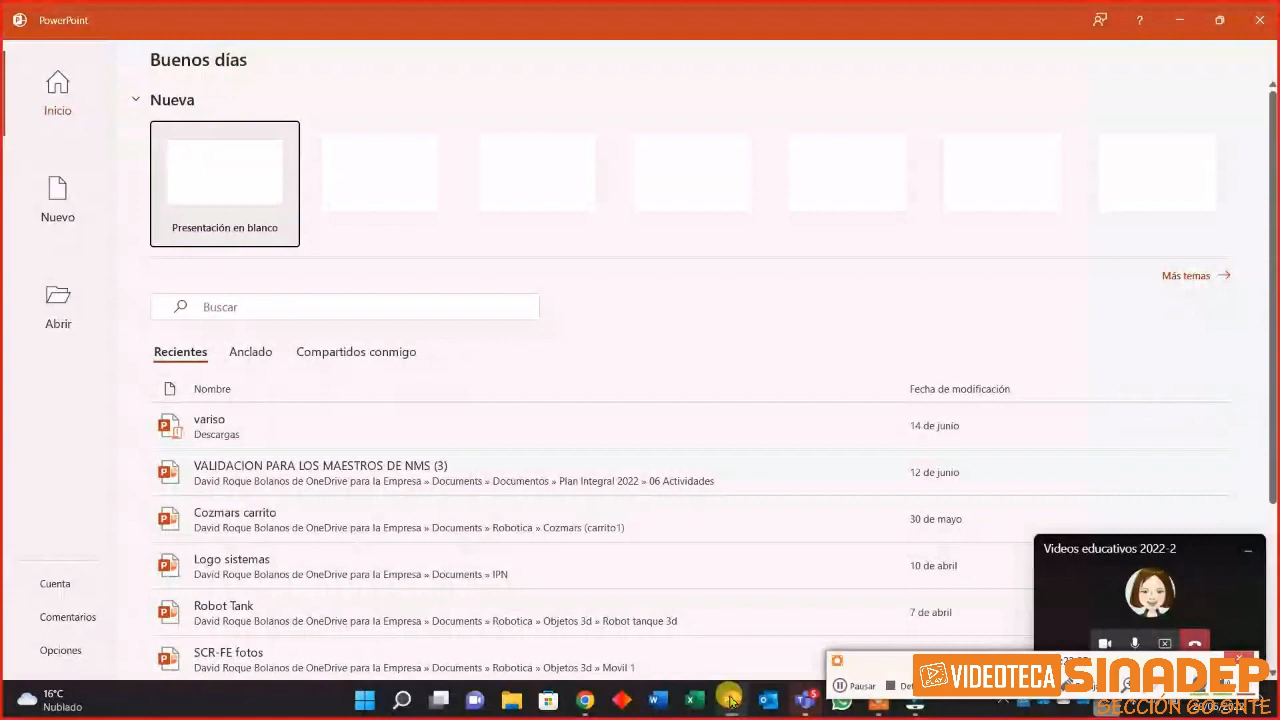 PowerPoint
?
Buenos días
Nueva
Inicio
Nuevo
Presentación en blanco
Más temas
Abrir
Buscar
Recientes Anclado Compartidos conmigo
Nombre Fecha de modificación
variso
Descargas
14 de junio
VALIDACION PARA LOS MAESTROS DE NMS (3)
David Roque Bolanos de OneDrive para la Empresa » Documents » Documentos » Plan Integral 2022 » 06 Actividades
12 de junio
Cozmars carrito
David Roque Bolanos de OneDrive para la Empresa » Documents » Robotica » Cozmars (carrito1)
30 de mayo
Logo sistemas
David Roque Bolanos de OneDrive para la Empresa » Documents » IPN
10 de abril
Robot Tank
David Roque Bolanos de OneDrive para la Empresa » Documents » Robotica » Objetos 3d » Robot tanque 3d
7 de abril
SCR-FE fotos
David Roque Bolanos de OneDrive para la Empresa » Documents » Robotica » Objetos 3d » Movil 1
Cuenta
Comentarios
Opciones
Videos educativos 2022-2
Pausar
VIDEOTECA SINADEP
16°C
Nublado
5